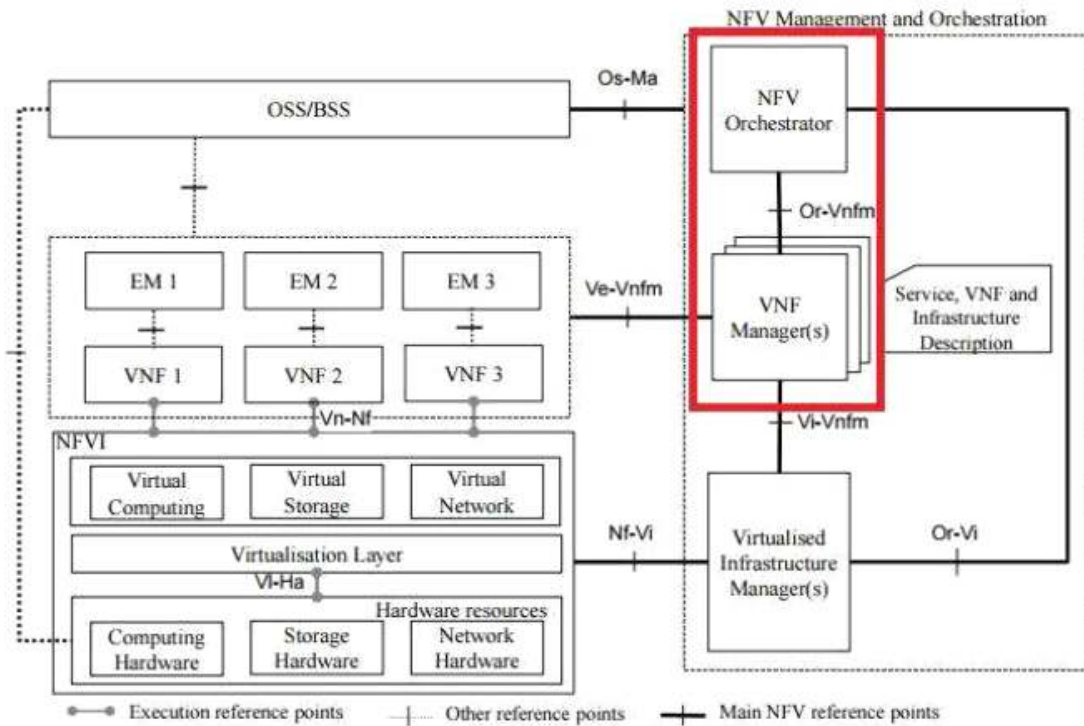 NFV Management and Orchestration
Os-Ma
OSS/BSS
NFV
Orchestrator
Or-Vnfm
EM 1
EM 2
EM 3
Ve-Vnfm
VNF
Manager(s)
Service, VNF and
Infrastructure
Description
VNF 1
VNF 2
VNF 3
Vn-Nf
Vi-Vnfm
NFVI
Virtual
Computing
Virtual
Storage
Virtual
Network
Nf-Vi
Virtualised
Infrastructure
Manager(s)
Or-Vi
Virtualisation Layer
Vl-Ha
Hardware resources
Computing
Hardware
Storage
Hardware
Network
Hardware
Execution reference points
Other reference points
Main NFV reference points